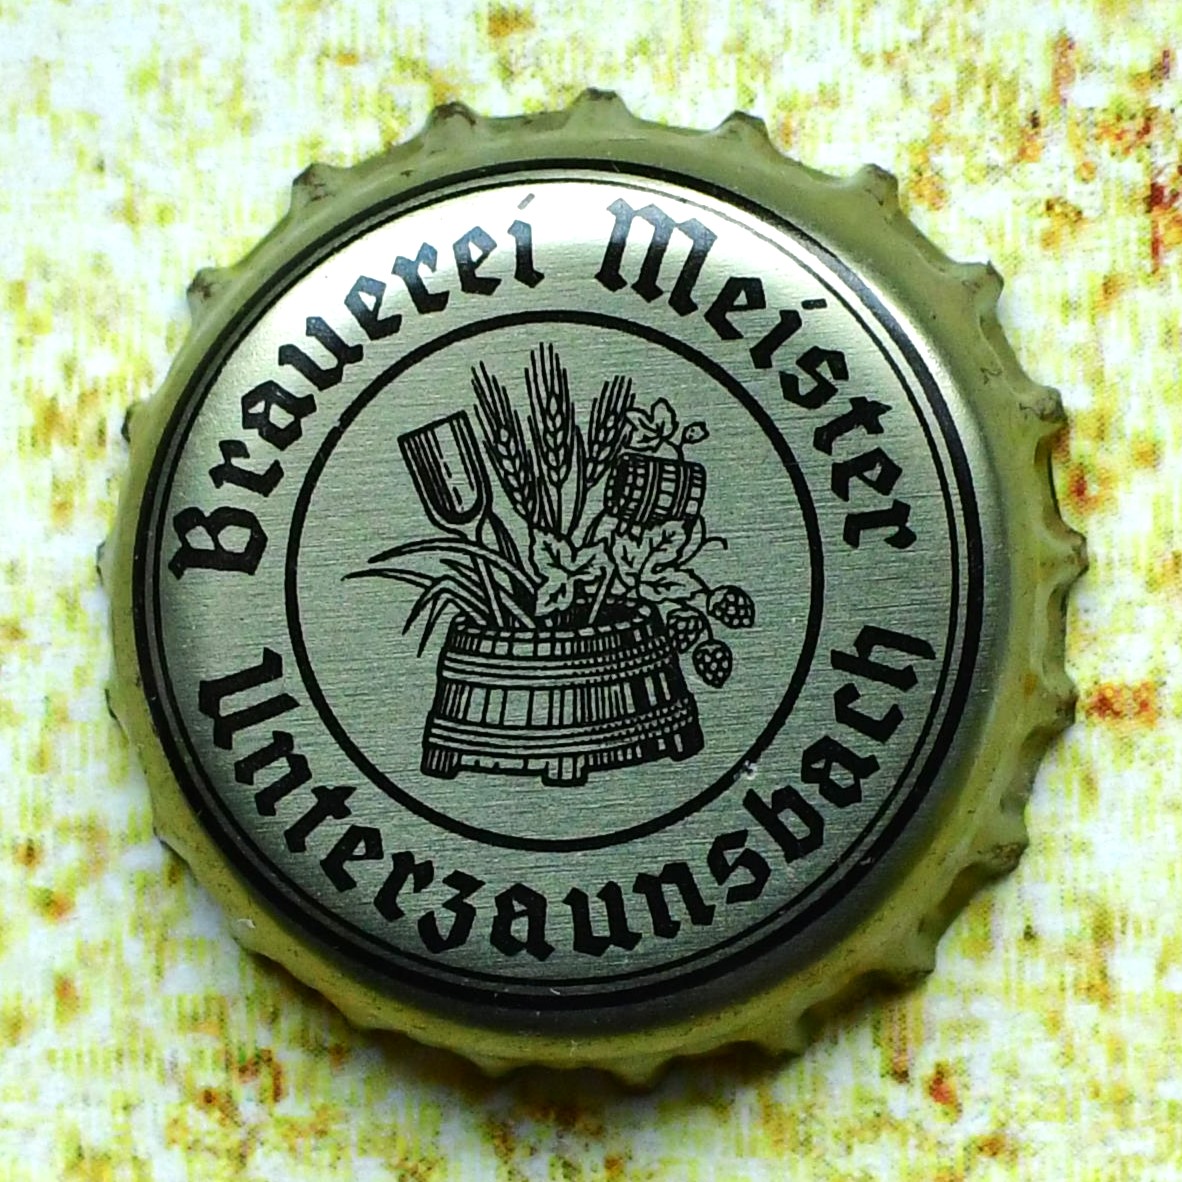 Brauerei Meister
Unterzaunsbach